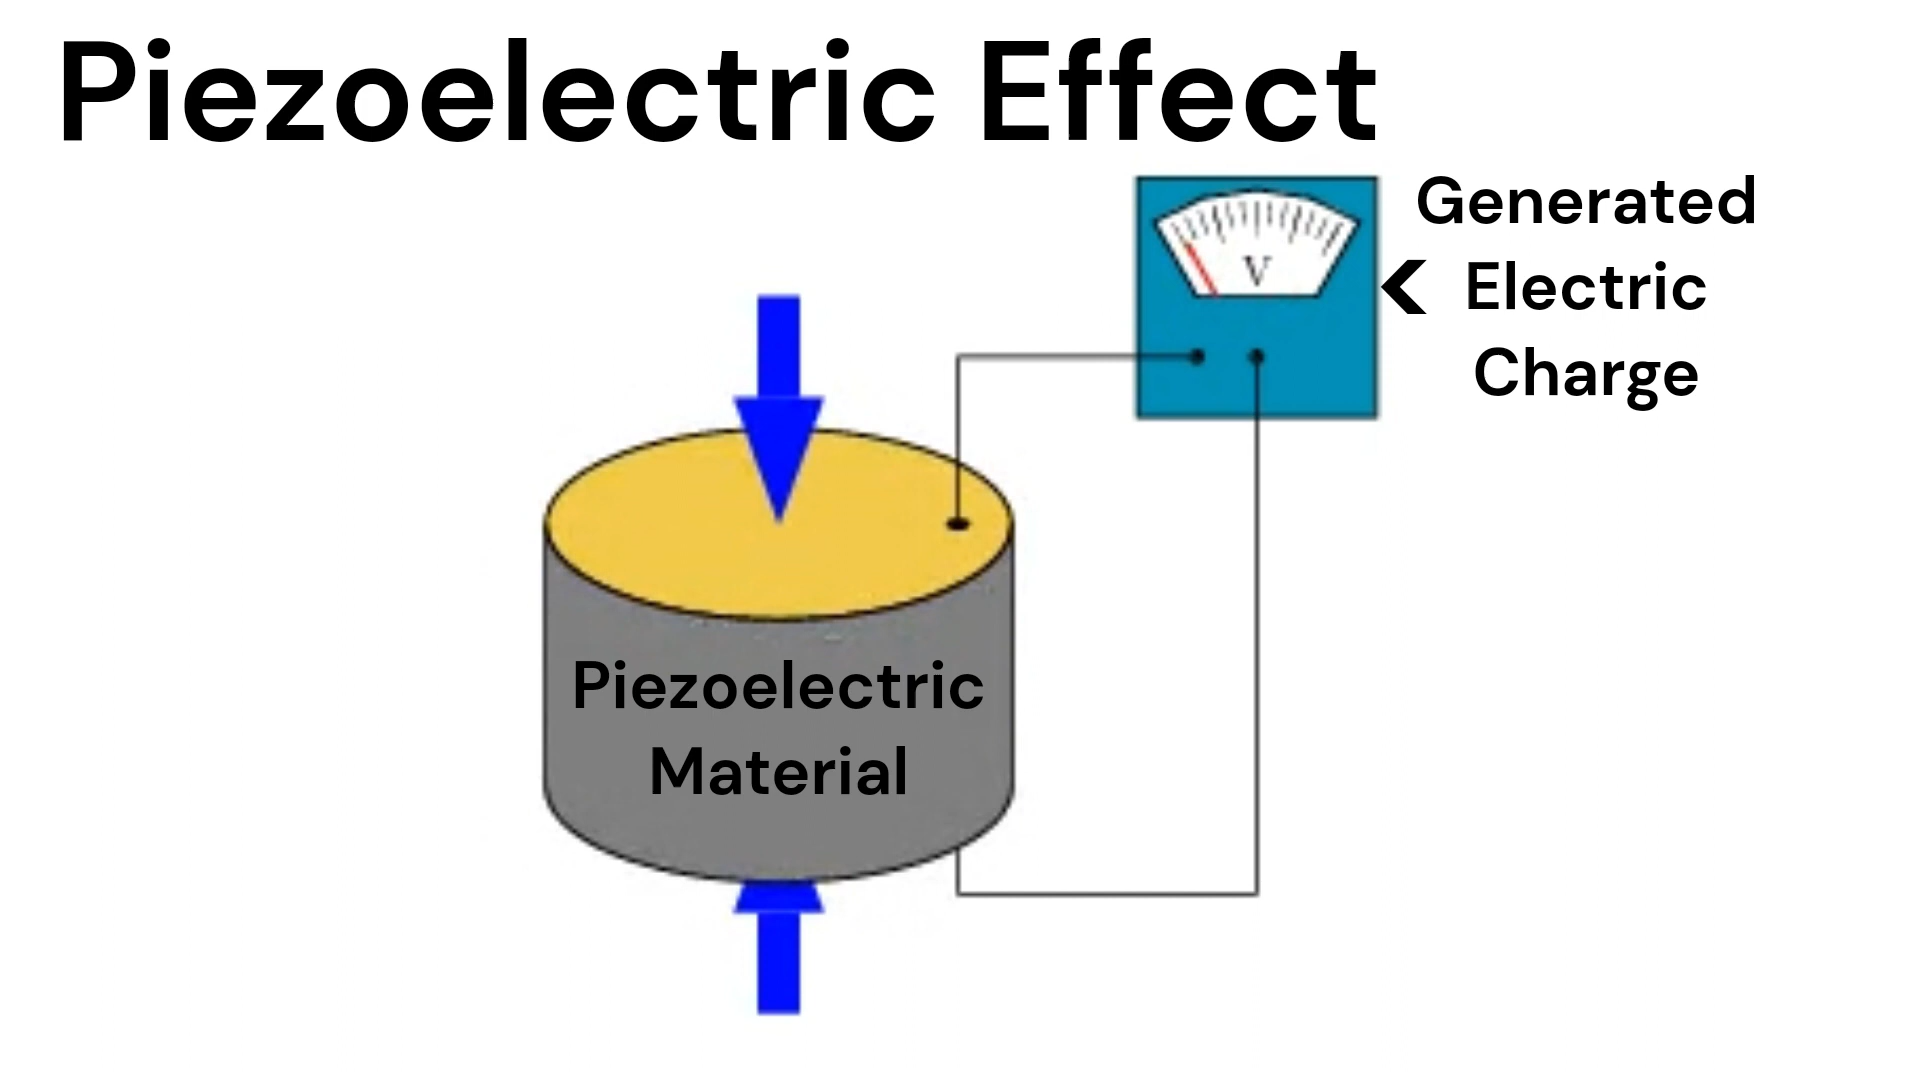 Piezoelectric Effect
Generated
Electric
Charge
V
Piezoelectric
Material